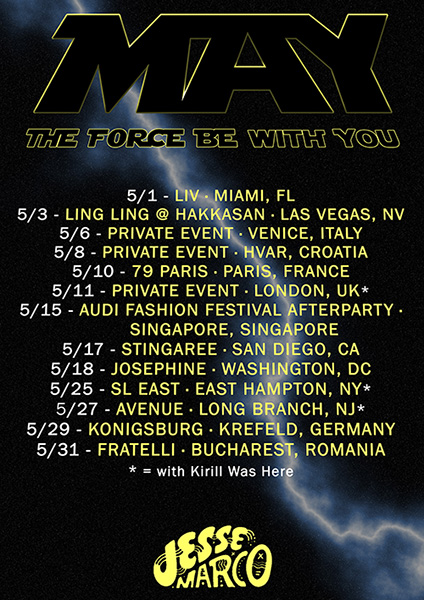 MAY
THE FORCE BE WITH YOU
5/1 - LIV · MIAMI, FL
5/3 - LING LING @ HAKKASAN · LAS VEGAS, NV
5/6 - PRIVATE EVENT · VENICE, ITALY
5/8 - PRIVATE EVENT · HVAR, CROATIA
5/10 - 79 PARIS · PARIS, FRANCE
5/11 - PRIVATE EVENT · LONDON, UK*
5/15 - AUDI FASHION FESTIVAL AFTERPARTY ·
SINGAPORE, SINGAPORE
5/17 - STINGAREE · SAN DIEGO, CA
5/18 - JOSEPHINE · WASHINGTON, DC
5/25 - SL EAST · EAST HAMPTON, NY*
5/27 - AVENUE · LONG BRANCH, NJ*
5/29 - KONIGSBURG · KREFELD, GERMANY
5/31 - FRATELLI · BUCHAREST, ROMANIA
* = with Kirill Was Here
JESSE
MARCO